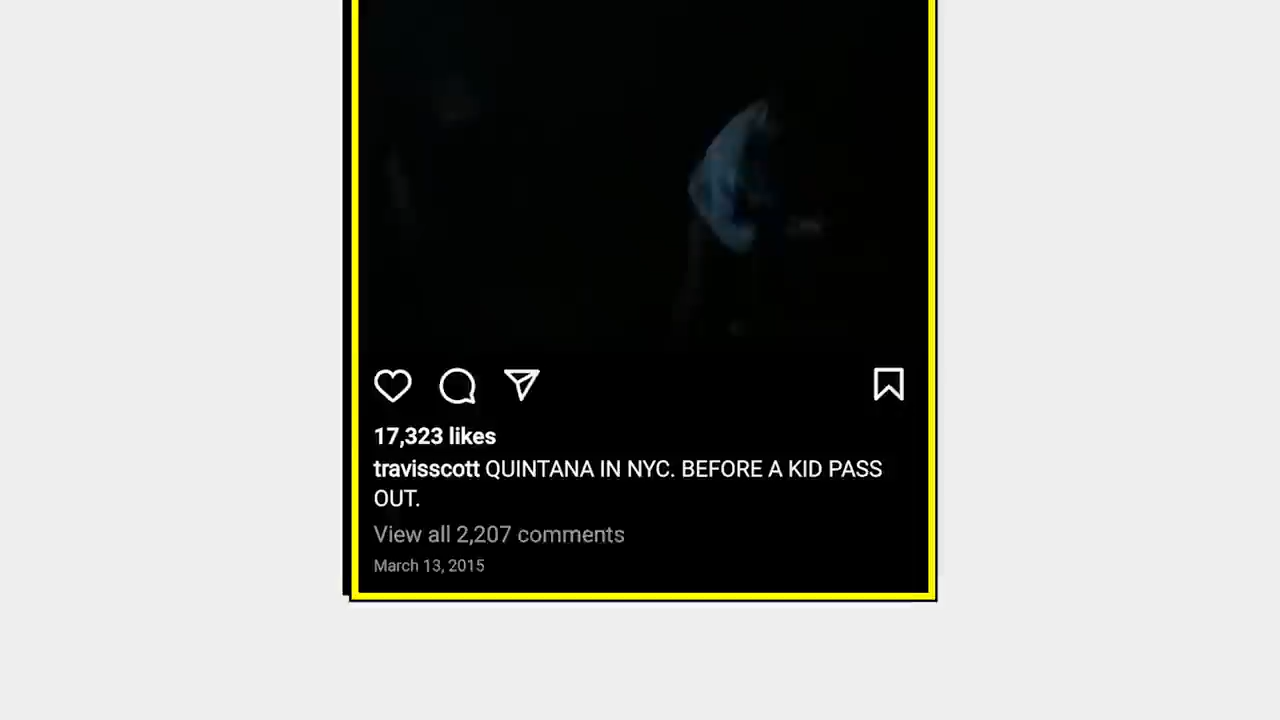 17,323 likes
travisscott QUINTANA IN NYC. BEFORE A KID PASS
OUT.
View all 2,207 comments
March 13, 2015